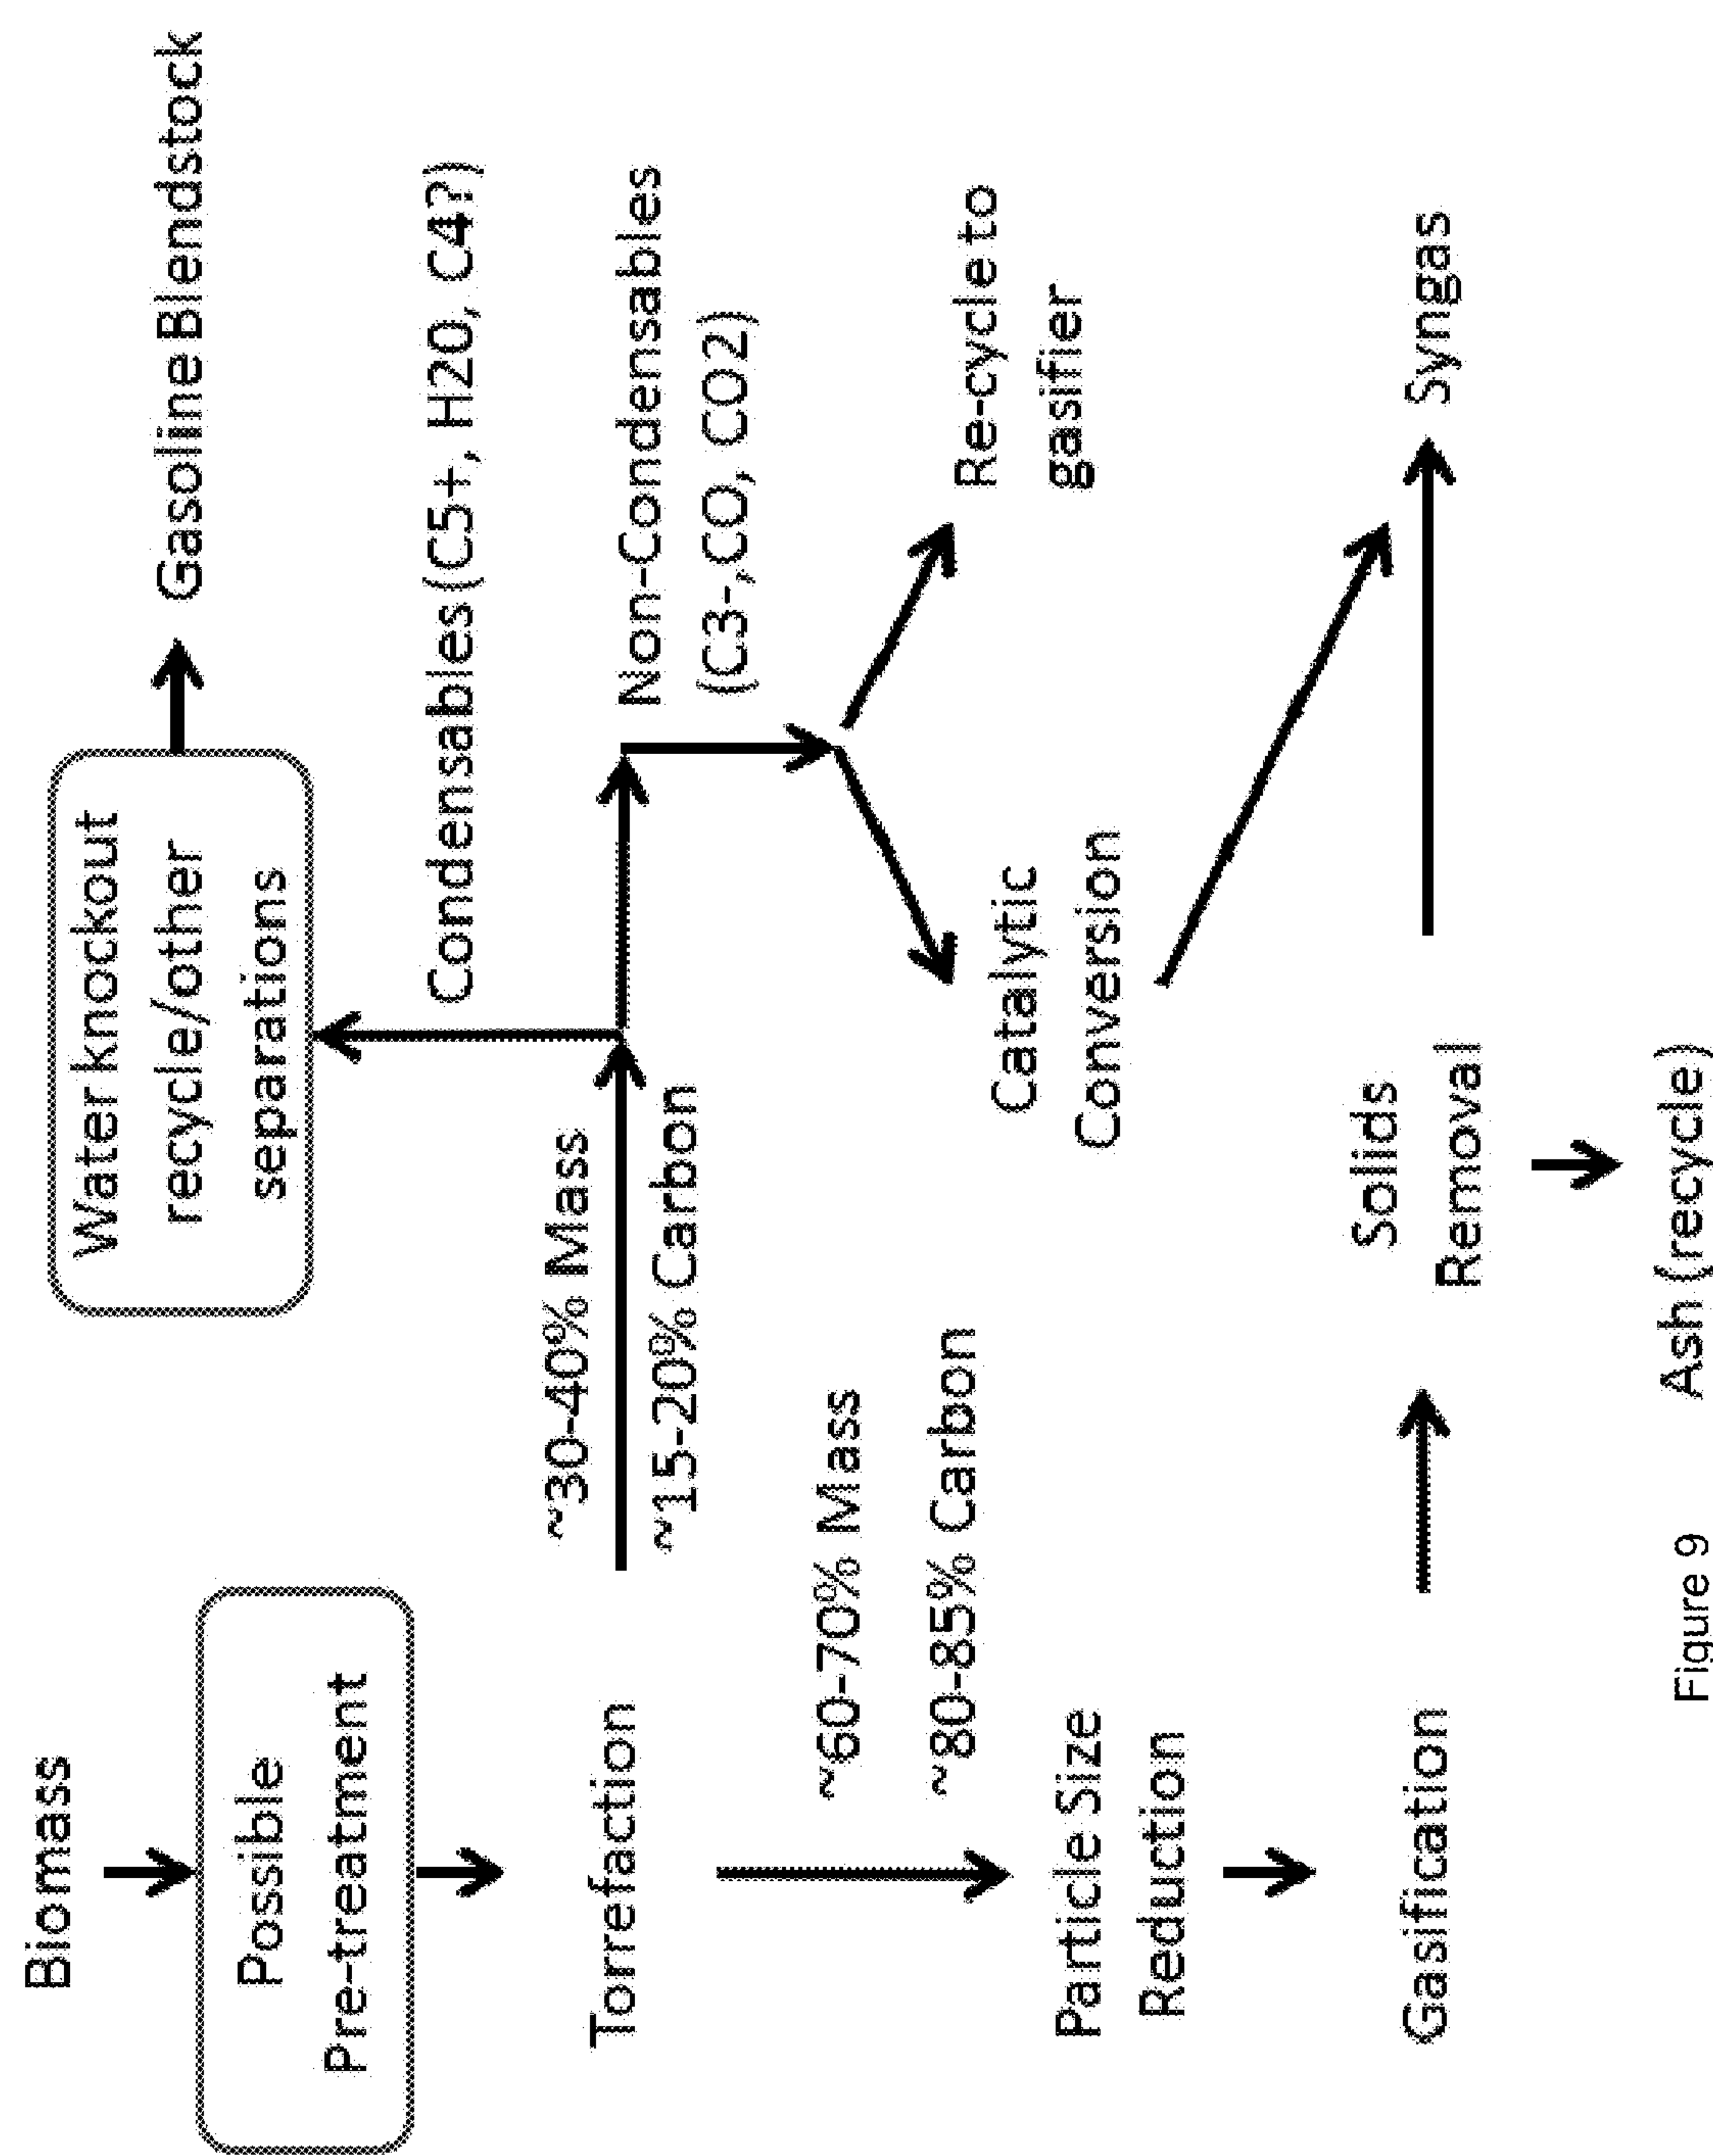 Biomass
Possible
Pre-treatment
Torrefaction
~30-40% Mass
~15-20% Carbon
Water knockout
recycle/other
separations
Gasoline Blendstock
Condensables(C5+, H20, C4?)
Non-Condensables
(C3-,CO, CO2)
Re-cycle to
gasifier
Catalytic
Conversion
~60-70% Mass
~80-85% Carbon
Particle Size
Reduction
Gasification
Solids
Removal
Syngas
Ash (recycle)
Figure 9